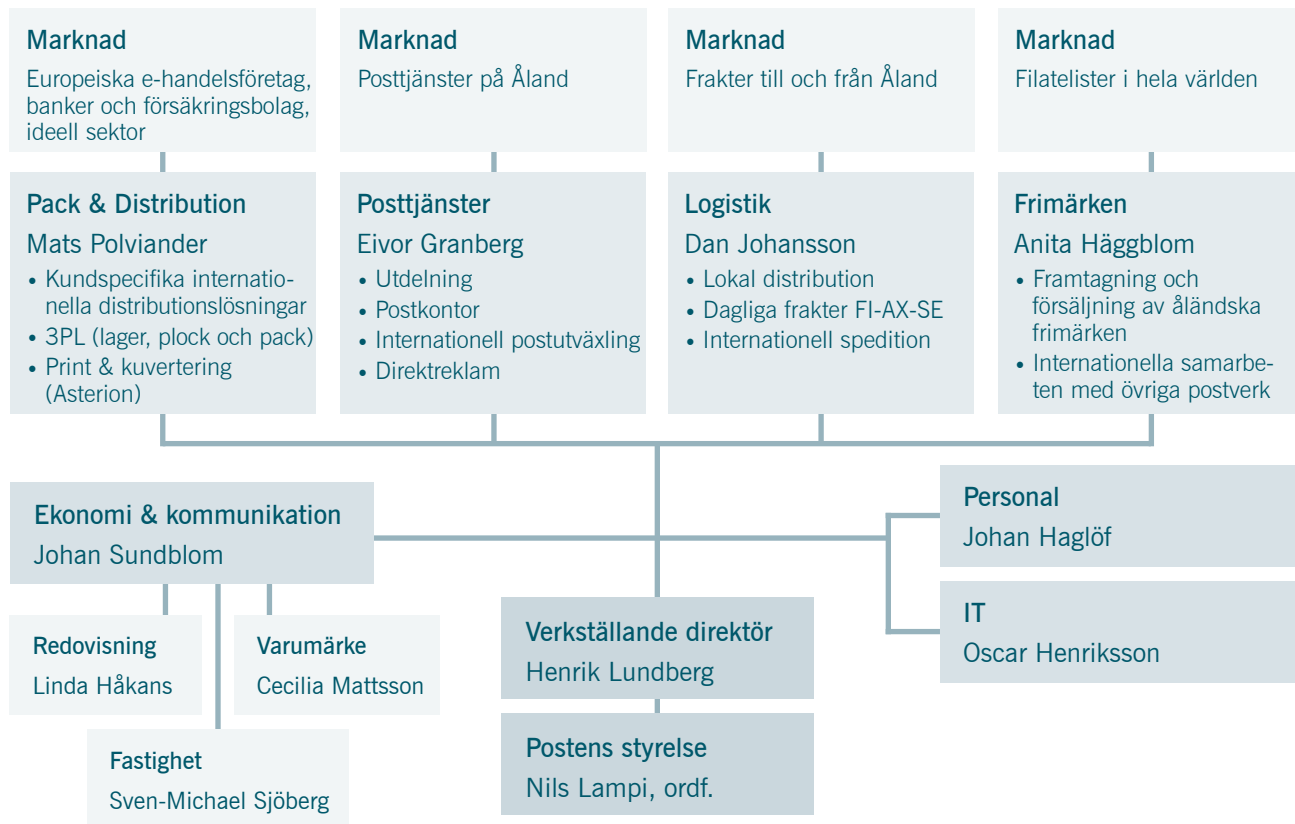 Marknad
Europeiska e-handelsföretag,
banker och försäkringsbolag,
ideell sektor
Marknad
Posttjänster på Åland
Marknad
Frakter till och från Åland
Marknad
Filatelister i hela världen
Pack & Distribution
Mats Polviander
• Kundspecifika internatio-
nella distributionslösningar
• 3PL (lager, plock och pack)
• Print & kuvertering
(Asterion)
Posttjänster
Eivor Granberg
• Utdelning
• Postkontor
• Internationell postutväxling
• Direktreklam
Logistik
Dan Johansson
• Lokal distribution
• Dagliga frakter FI-AX-SE
• Internationell spedition
Frimärken
Anita Häggblom
• Framtagning och
försäljning av åländska
frimärken
• Internationella samarbe-
ten med övriga postverk
Ekonomi & kommunikation
Johan Sundblom
Personal
Johan Haglöf
IT
Oscar Henriksson
Redovisning
Linda Håkans
Varumärke
Cecilia Mattsson
Fastighet
Sven-Michael Sjöberg
Verkställande direktör
Henrik Lundberg
Postens styrelse
Nils Lampi, ordf.